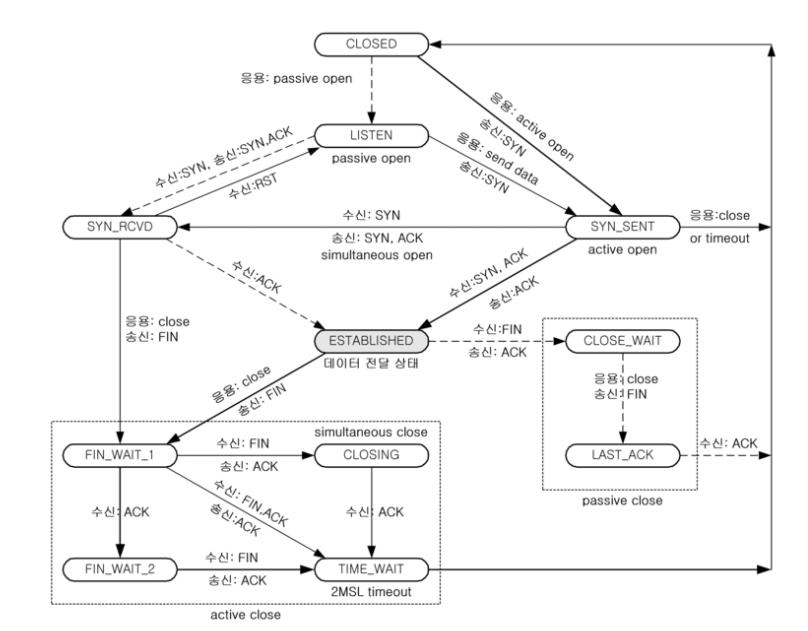 CLOSED
응용: passive open
응용: active open
송신:SYN
LISTEN
passive open
응용: send data
송신:SYN
수신:SYN, 송신:SYN,ACK
수신:RST
SYN_RCVD
수신: SYN
송신: SYN, ACK
simultaneous open
SYN_SENT
active open
응용:close
or timeout
수신:ACK
수신:SYN, ACK
송신:ACK
응용: close
송신: FIN
ESTABLISHED
데이터 전달 상태
수신:FIN
송신: ACK
CLOSE_WAIT
응용: close
송신: FIN
응용: close
송신: FIN
simultaneous close
FIN_WAIT_1
수신: FIN
송신: ACK
CLOSING
LAST_ACK
수신: ACK
passive close
수신: ACK
수신: FIN,ACK
송신:ACK
수신: ACK
FIN_WAIT_2
수신: FIN
송신: ACK
TIME_WAIT
2MSL timeout
active close